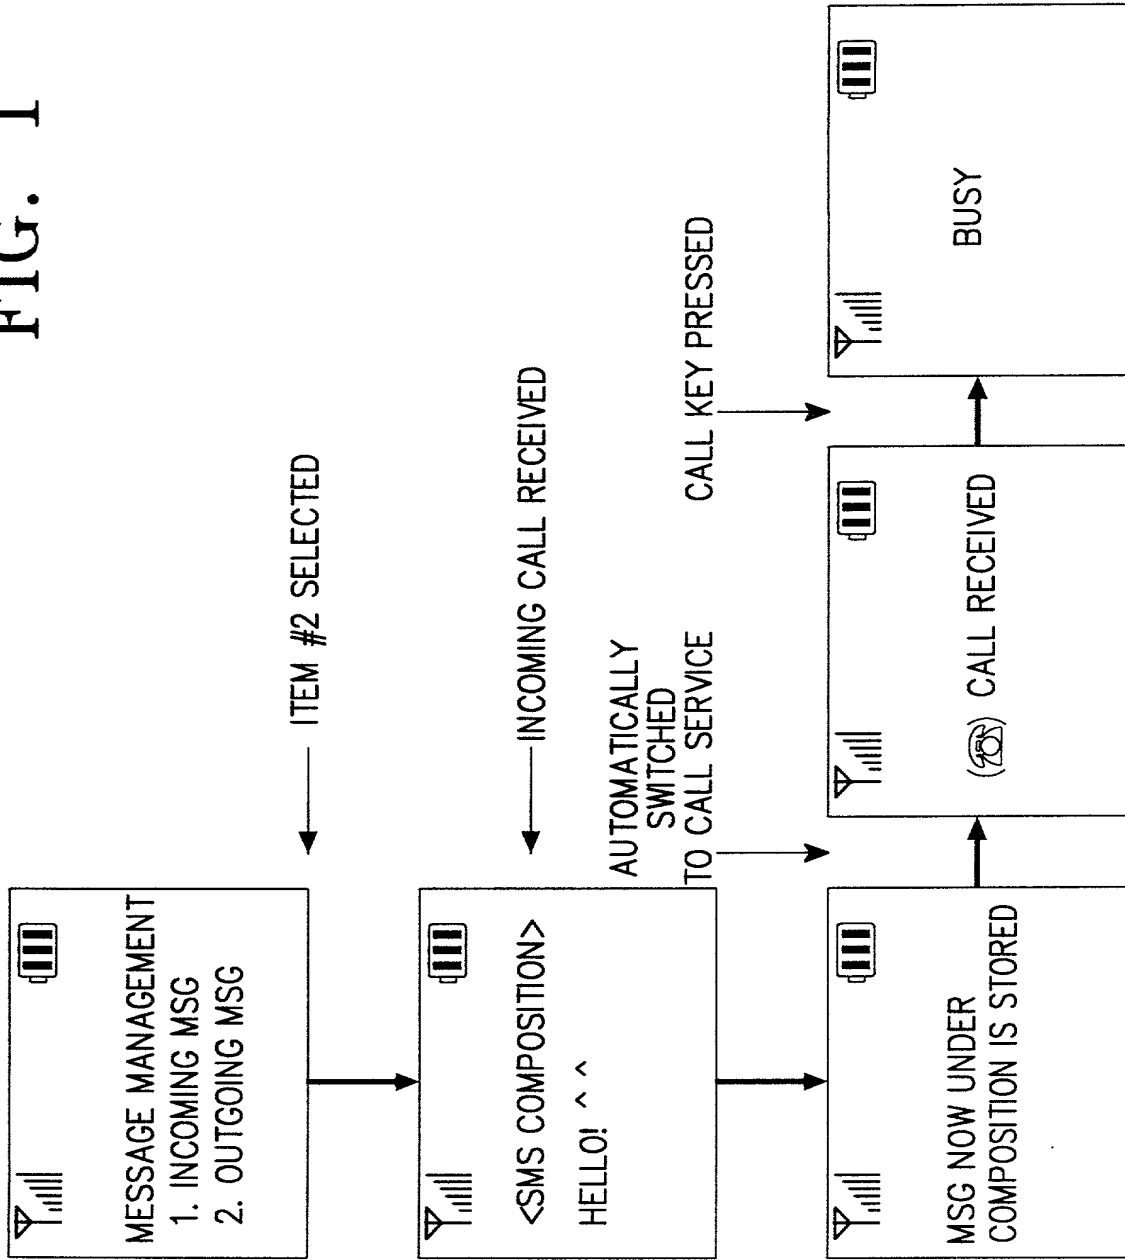 FIG. 1
MESSAGE MANAGEMENT
1. INCOMING MSG
2. OUTGOING MSG
ITEM #2 SELECTED
<SMS COMPOSITION>
HELLO! ^ ^
INCOMING CALL RECEIVED
MSG NOW UNDER
COMPOSITION IS STORED
AUTOMATICALLY
SWITCHED
TO CALL SERVICE
CALL RECEIVED
CALL KEY PRESSED
BUSY